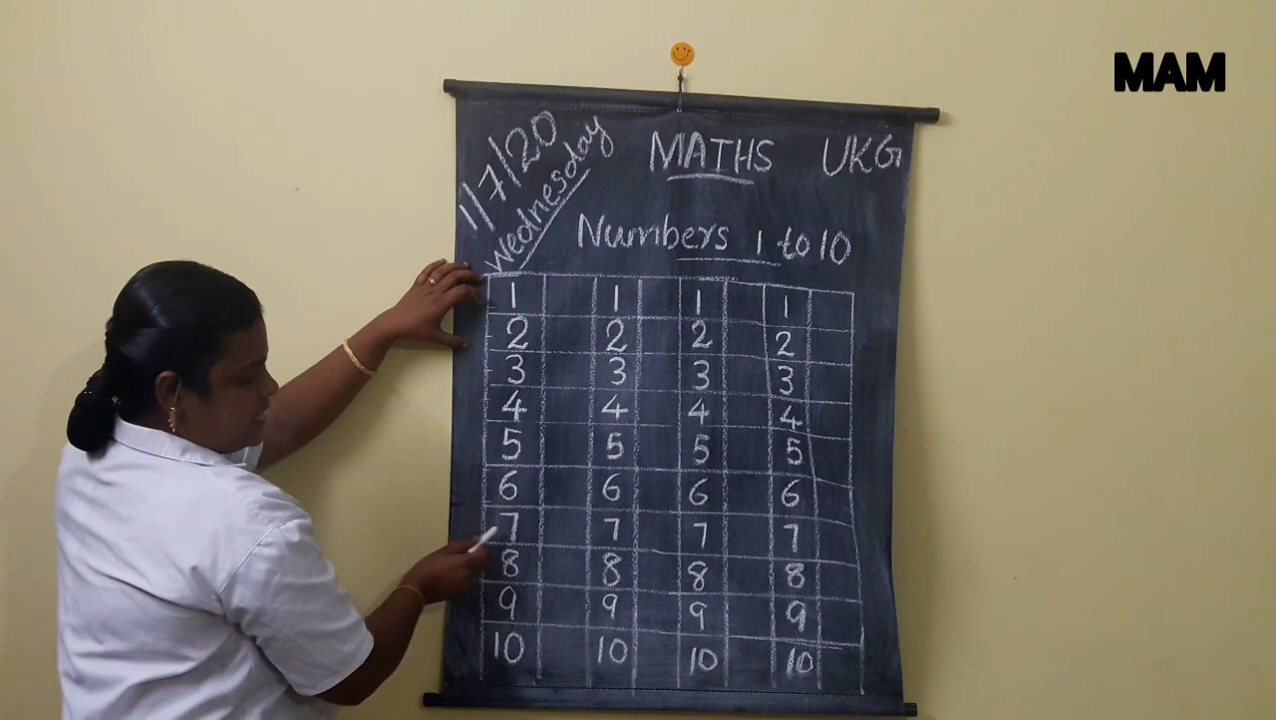 MAM
1/7/20
Wednesday
MATHS
UKG
Numbers 1 to 10
1 1 1 1
2 2 2 2
3 3 3 3
4 4 4 4
5 5 5 5
6 6 6 6
7 7 7 7
8 8 8 8
9 9 9 9
10 10 10 10